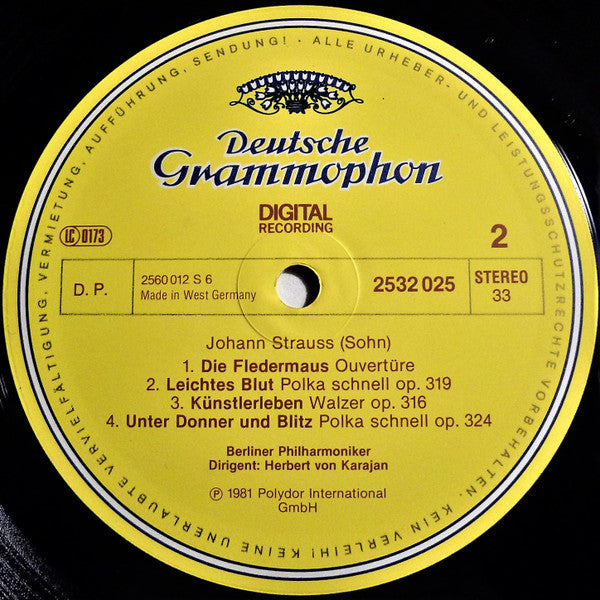 ALLE URHEBER- UND LEISTUNGSSCHUTZRECHTE VORBEHALTEN. KEIN VERLEIH! KEINE UNERLAUBTE VERVIELFÄLTIGUNG, VERMIETUNG, AUFFÜHRUNG, SENDUNG! ·
Deutsche
Grammophon
DIGITAL
RECORDING
LC 0173
2
D. P.
2560 012 S 6
Made in West Germany
2532 025
STEREO
33
Johann Strauss (Sohn)
1. Die Fledermaus Ouvertüre
2. Leichtes Blut Polka schnell op. 319
3. Künstlerleben Walzer op. 316
4. Unter Donner und Blitz Polka schnell op. 324
Berliner Philharmoniker
Dirigent: Herbert von Karajan
Ⓟ 1981 Polydor International
GmbH